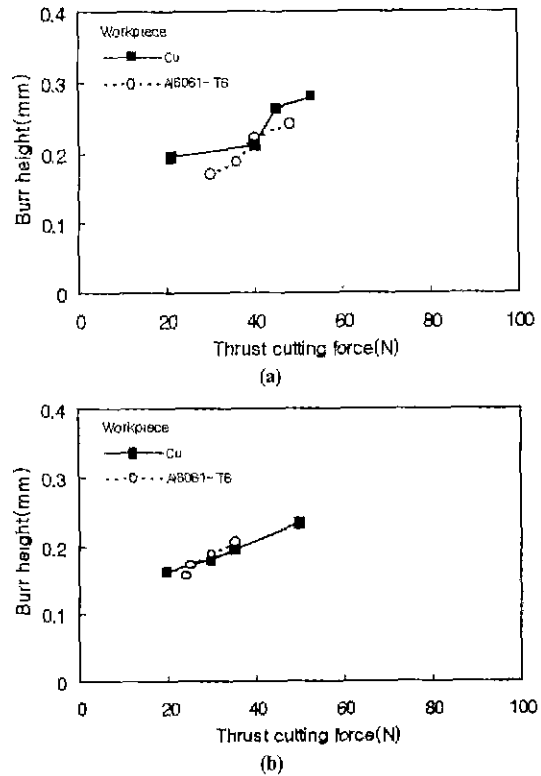 Workpiece
Cu
Al6061-T6
Burr height(mm)
0.4
0.3
0.2
0.1
0
0 20 40 60 80 100
Thrust cutting force(N)
(a)
Workpiece
Cu
Al6061-T6
Burr height(mm)
0.4
0.3
0.2
0.1
0
0 20 40 60 80 100
Thrust cutting force(N)
(b)